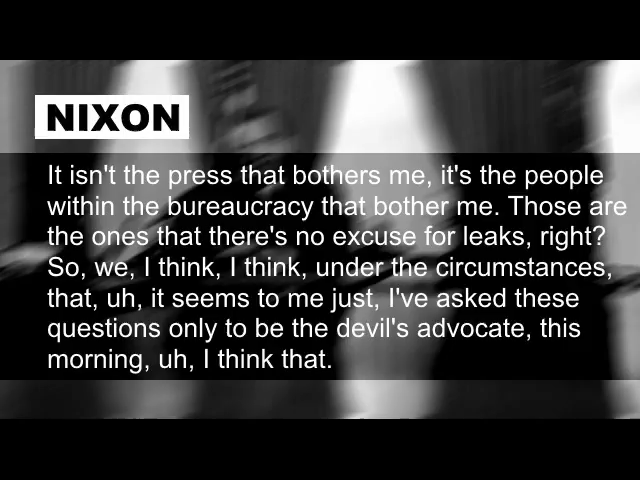 NIXON
It isn't the press that bothers me, it's the people
within the bureaucracy that bother me. Those are
the ones that there's no excuse for leaks, right?
So, we, I think, I think, under the circumstances,
that, uh, it seems to me just, I've asked these
questions only to be the devil's advocate, this
morning, uh, I think that.